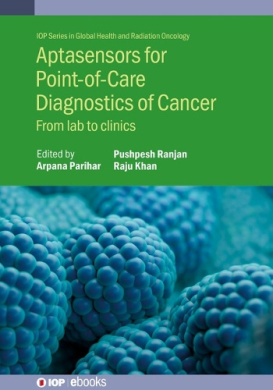 IOP Series in Global Health and Radiation Oncology
Aptasensors for
Point-of-Care
Diagnostics of Cancer
From lab to clinics
Edited by
Arpana Parihar
Pushpesh Ranjan
Raju Khan
IOP | ebooks